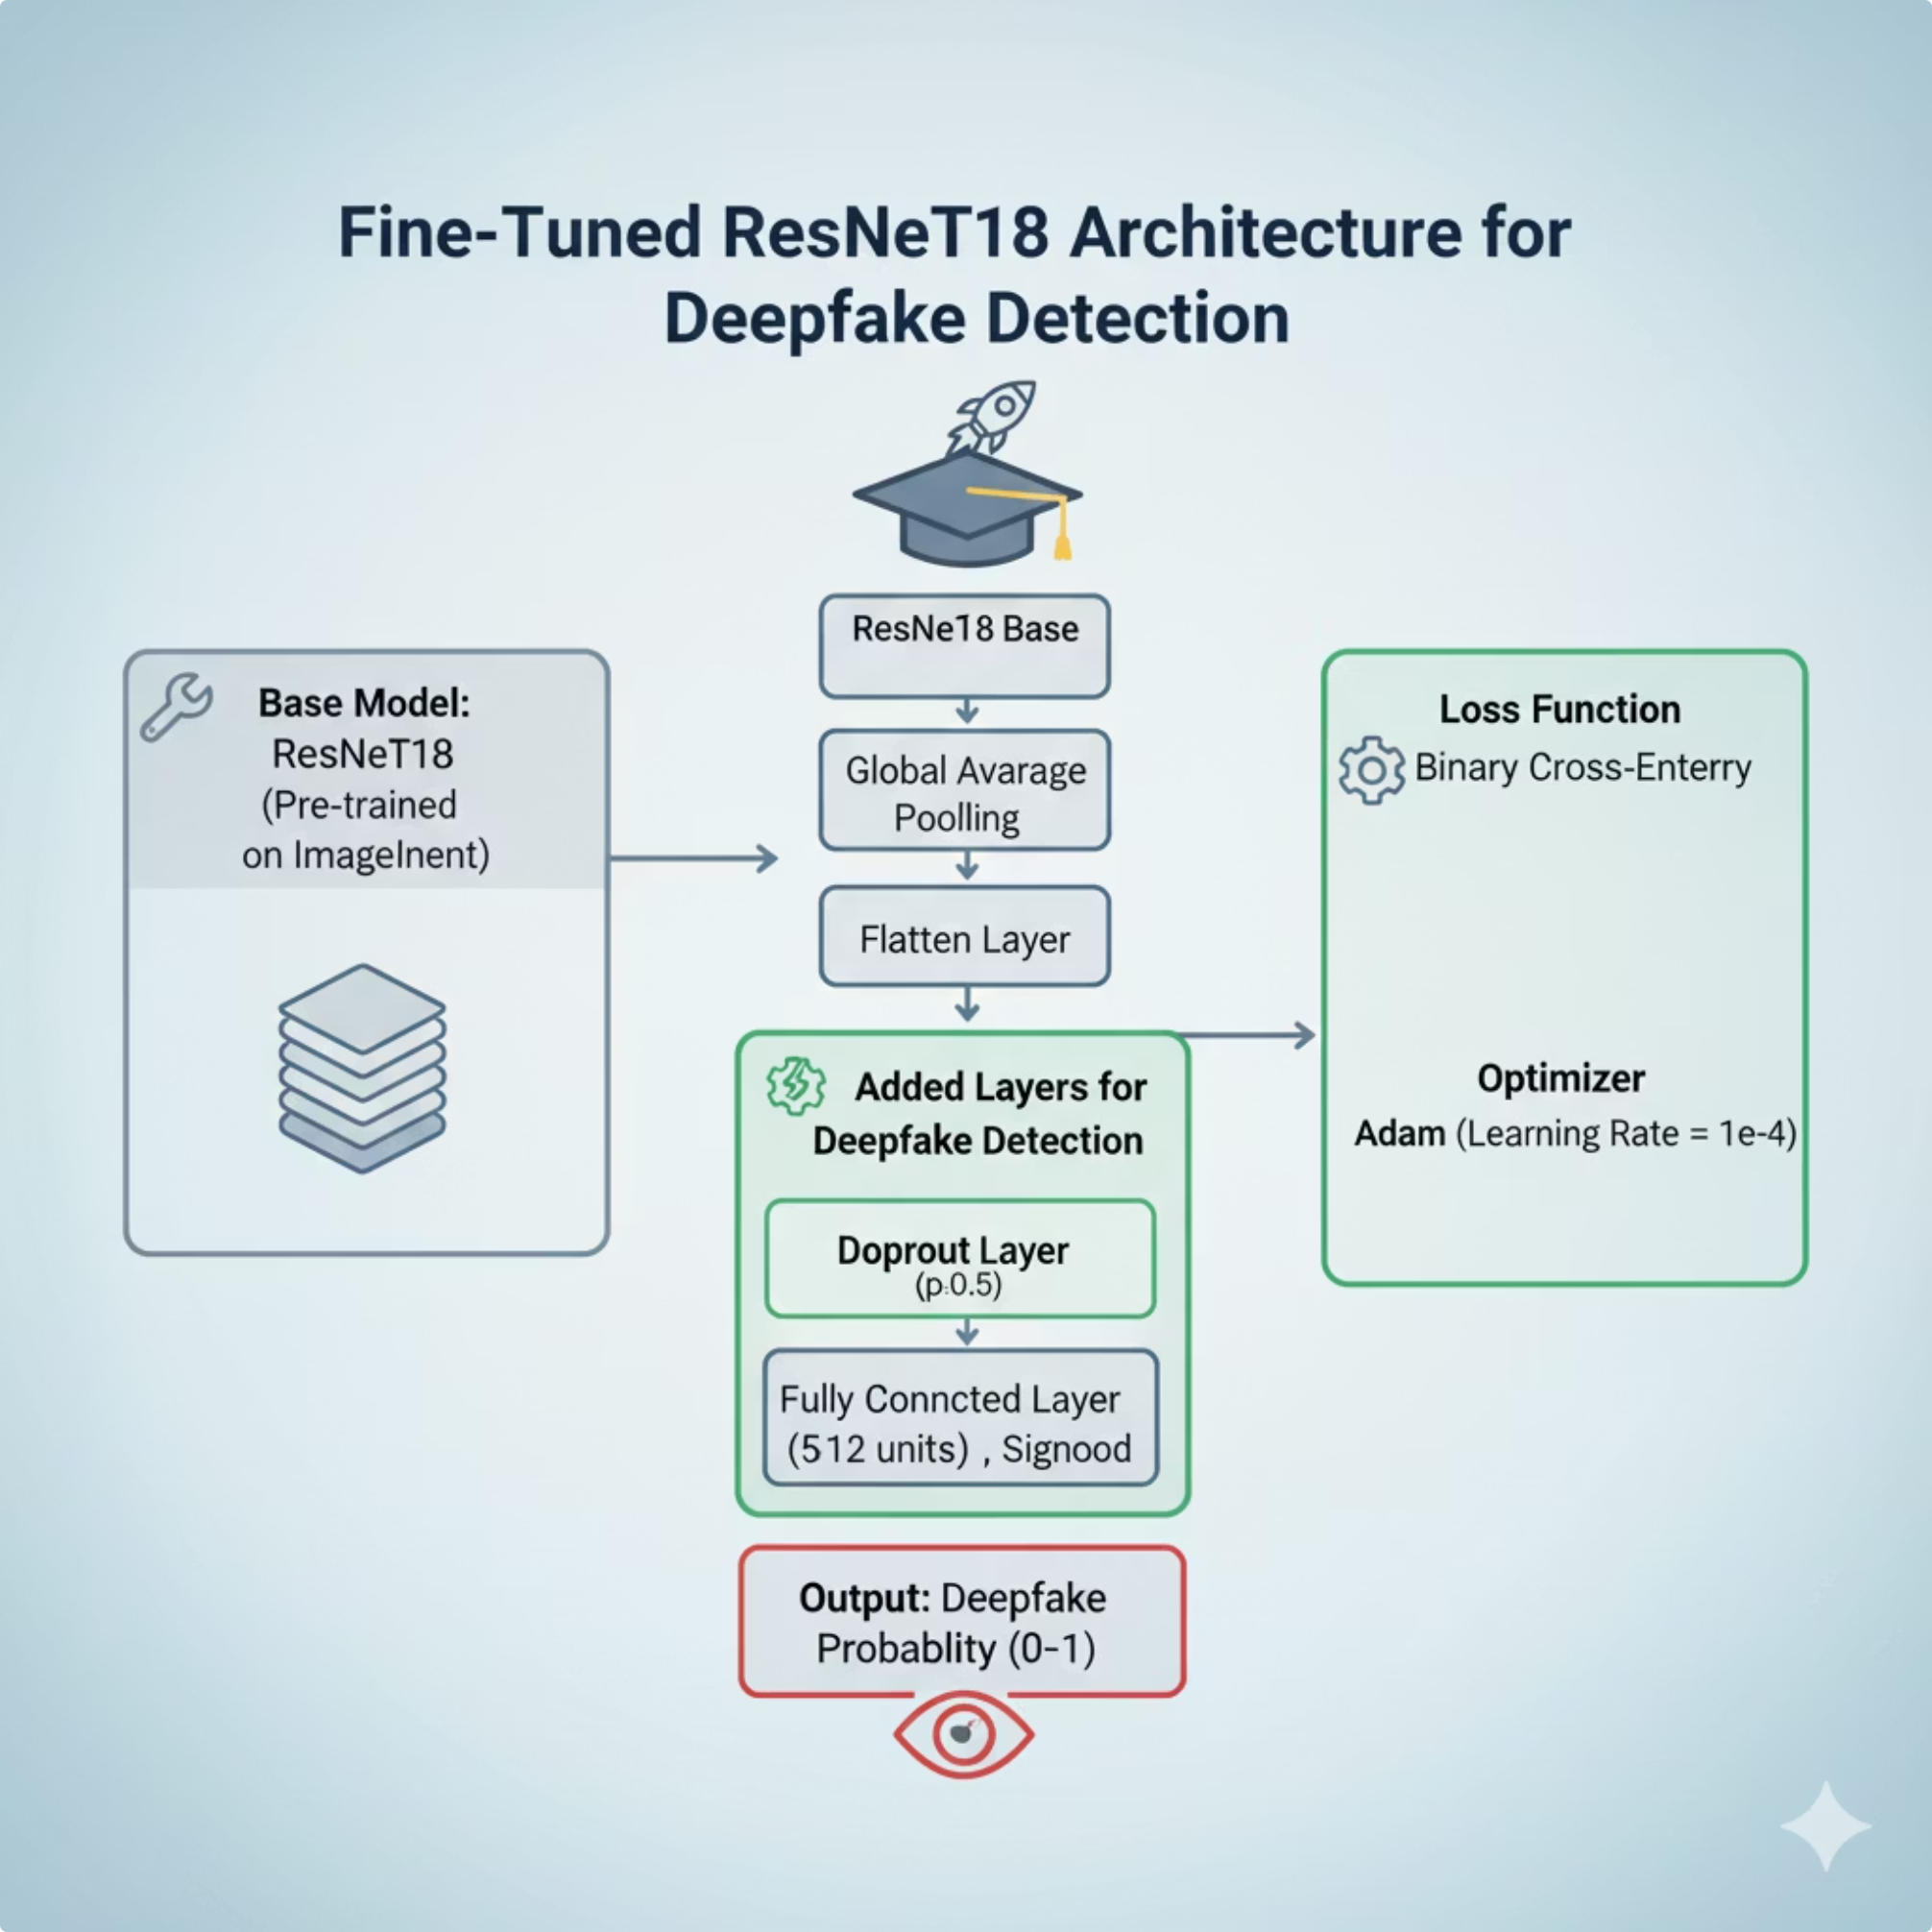 Fine-Tuned ResNeT18 Architecture for
Deepfake Detection
Base Model:
ResNeT18
(Pre-trained
on ImageInent)
ResNe18 Base
Global Avarage
Poolling
Flatten Layer
Added Layers for
Deepfake Detection
Doprout Layer
(p:0.5)
Fully Conncted Layer
(512 units) , Signood
Output: Deepfake
Probablity (0-1)
Loss Function
Binary Cross-Enterry
Optimizer
Adam (Learning Rate = 1e-4)